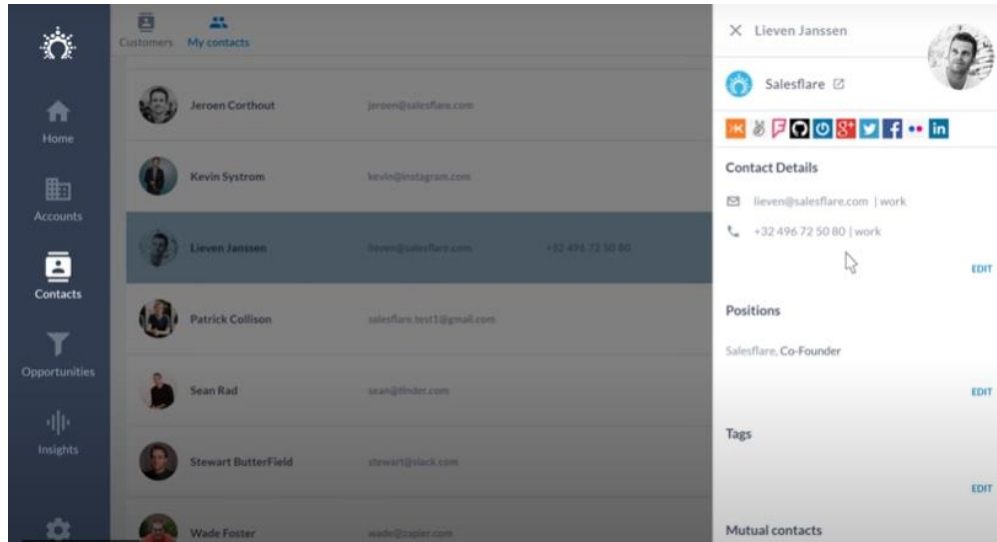 Customers
My contacts
Home
Accounts
Contacts
Opportunities
Insights
Jeroen Corthout jeroen@salesflare.com
Kevin Systrom kevin@instagram.com
Lieven Janssen lieven@salesflare.com +32 496 72 50 80
Patrick Collison salesflare.test1@gmail.com
Sean Rad sean@tinder.com
Stewart ButterField stewart@slack.com
Wade Foster wade@zapier.com
Lieven Janssen
Salesflare
Contact Details
lieven@salesflare.com | work
+32 496 72 50 80 | work
EDIT
Positions
Salesflare, Co-Founder
EDIT
Tags
EDIT
Mutual contacts